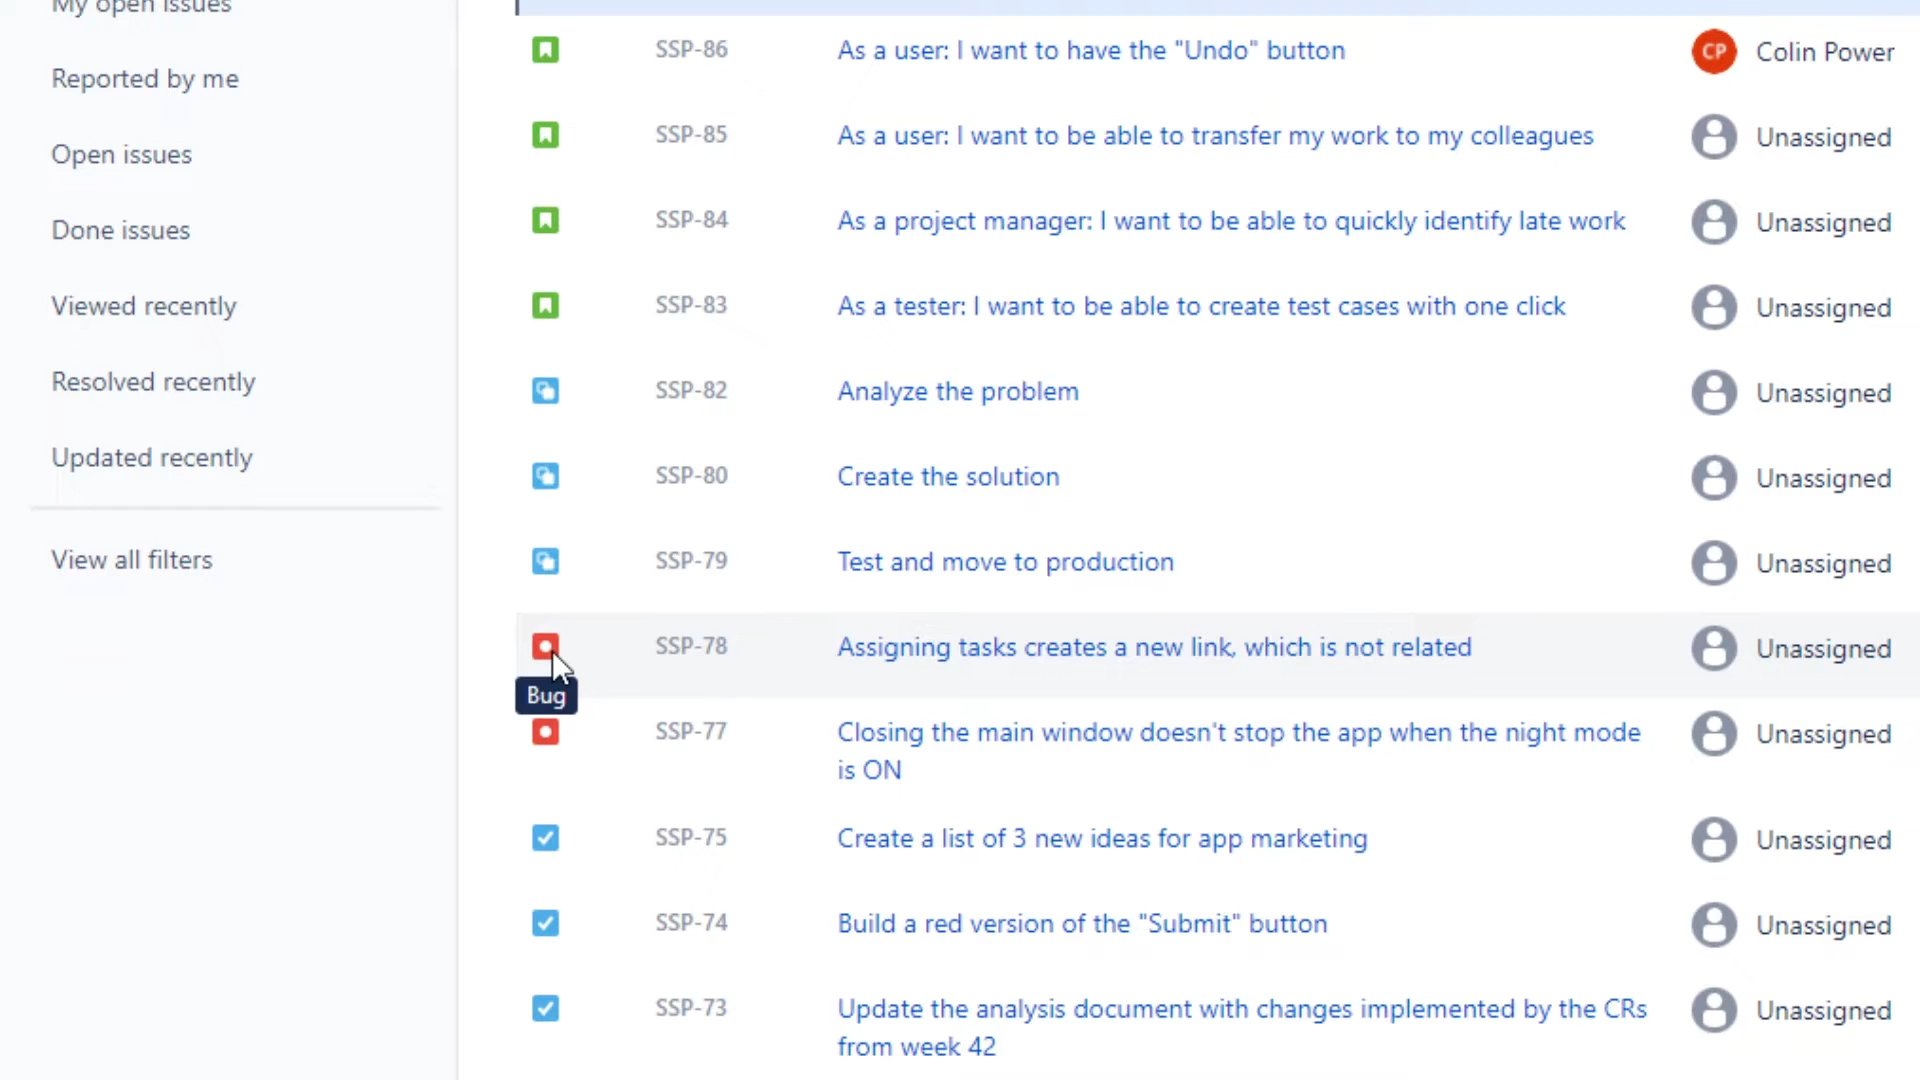 My open issues
Reported by me
Open issues
Done issues
Viewed recently
Resolved recently
Updated recently
View all filters
SSP-86 As a user: I want to have the "Undo" button CP Colin Power
SSP-85 As a user: I want to be able to transfer my work to my colleagues Unassigned
SSP-84 As a project manager: I want to be able to quickly identify late work Unassigned
SSP-83 As a tester: I want to be able to create test cases with one click Unassigned
SSP-82 Analyze the problem Unassigned
SSP-80 Create the solution Unassigned
SSP-79 Test and move to production Unassigned
SSP-78 Assigning tasks creates a new link, which is not related Unassigned
Bug
SSP-77 Closing the main window doesn't stop the app when the night mode Unassigned
is ON
SSP-75 Create a list of 3 new ideas for app marketing Unassigned
SSP-74 Build a red version of the "Submit" button Unassigned
SSP-73 Update the analysis document with changes implemented by the CRs Unassigned
from week 42